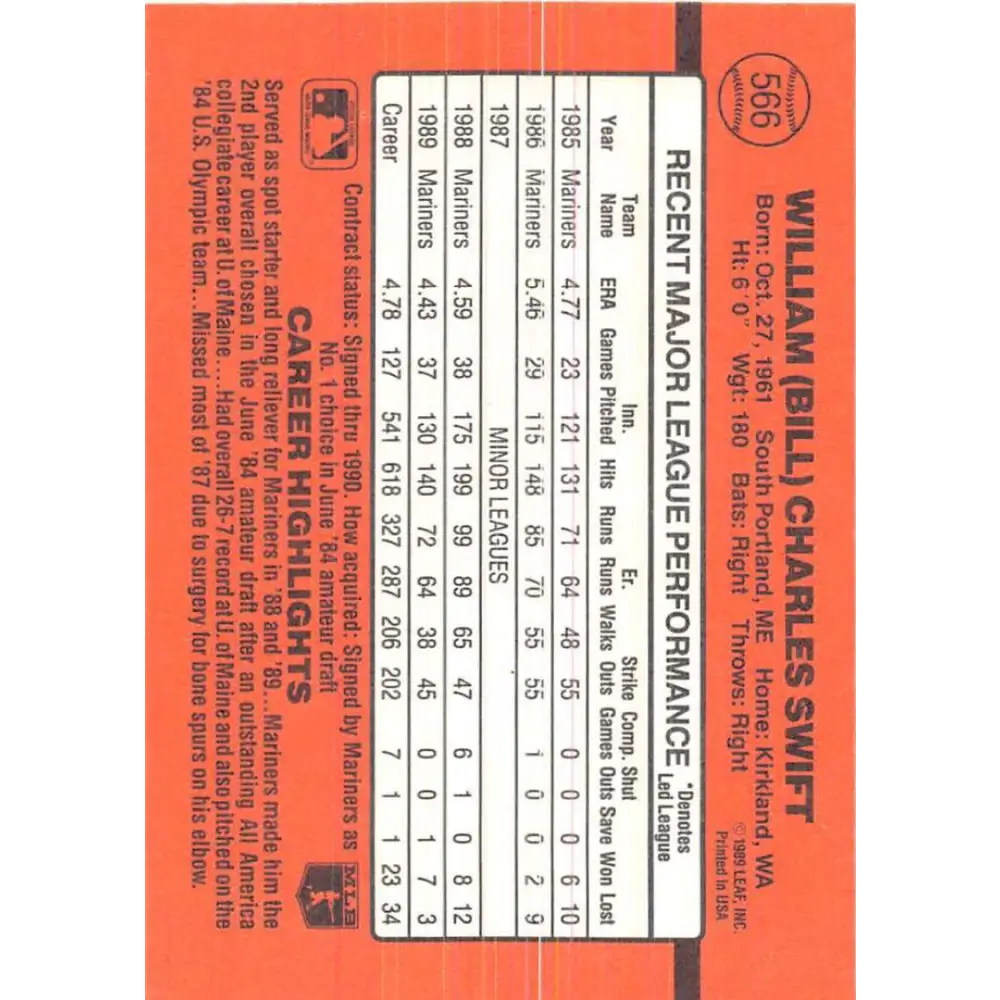 566
WILLIAM (BILL) CHARLES SWIFT
Born: Oct. 27, 1961 South Portland, ME Home: Kirkland, WA
Ht: 6'0" Wgt: 180 Bats: Right Throws: Right
© 1989 LEAF, INC.
Printed in USA
RECENT MAJOR LEAGUE PERFORMANCE *Denotes
Led League
Team Inn. Er. Strike Comp. Shut
Year Name ERA Games Pitched Hits Runs Runs Walks Outs Games Outs Save Won Lost
1985 Mariners 4.77 23 121 131 71 64 48 55 0 0 0 6 10
1986 Mariners 5.46 29 115 148 85 70 55 55 1 0 0 2 9
1987 MINOR LEAGUES
1988 Mariners 4.59 38 175 199 99 89 65 47 6 1 0 8 12
1989 Mariners 4.43 37 130 140 72 64 38 45 0 0 1 7 3
Career 4.78 127 541 618 327 287 206 202 7 1 1 23 34
Contract status: Signed thru 1990. How acquired: Signed by Mariners as
No. 1 choice in June '84 amateur draft
MLB
CAREER HIGHLIGHTS
Served as spot starter and long reliever for Mariners in '88 and '89...Mariners made him the
2nd player overall chosen in the June '84 amateur draft after an outstanding All America
collegiate career at U. of Maine....Had overall 26-7 record at U. of Maine and also pitched on the
'84 U.S. Olympic team...Missed most of '87 due to surgery for bone spurs on his elbow.